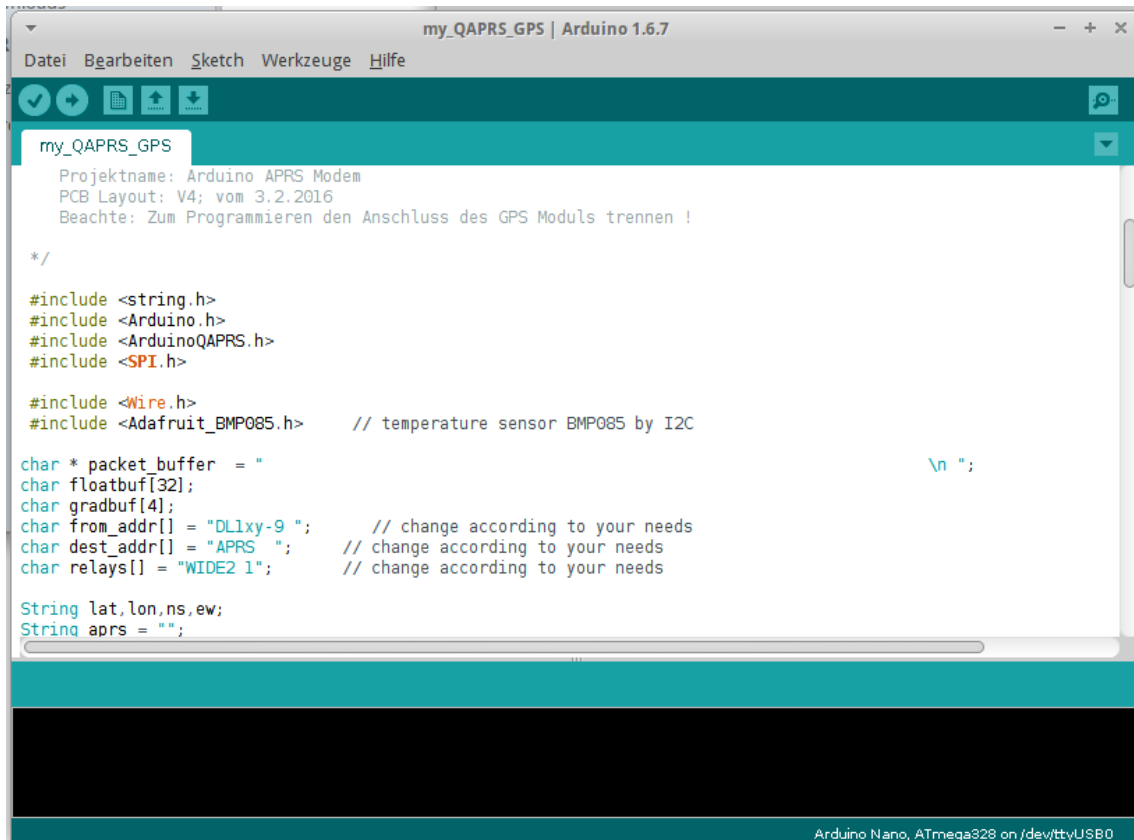 my_QAPRS_GPS | Arduino 1.6.7
Datei Bearbeiten Sketch Werkzeuge Hilfe
my_QAPRS_GPS
Projektname: Arduino APRS Modem
PCB Layout: V4; vom 3.2.2016
Beachte: Zum Programmieren den Anschluss des GPS Moduls trennen !
*/
#include <string.h>
#include <Arduino.h>
#include <ArduinoQAPRS.h>
#include <SPI.h>
#include <Wire.h>
#include <Adafruit_BMP085.h>     // temperature sensor BMP085 by I2C
char * packet_buffer  = "                                                                   \n ";
char floatbuf[32];
char gradbuf[4];
char from_addr[] = "DL1xy-9 ";      // change according to your needs
char dest_addr[] = "APRS  ";     // change according to your needs
char relays[] = "WIDE2 1";       // change according to your needs
String lat,lon,ns,ew;
String aprs = "";
Arduino Nano, ATmega328 on /dev/ttyUSB0